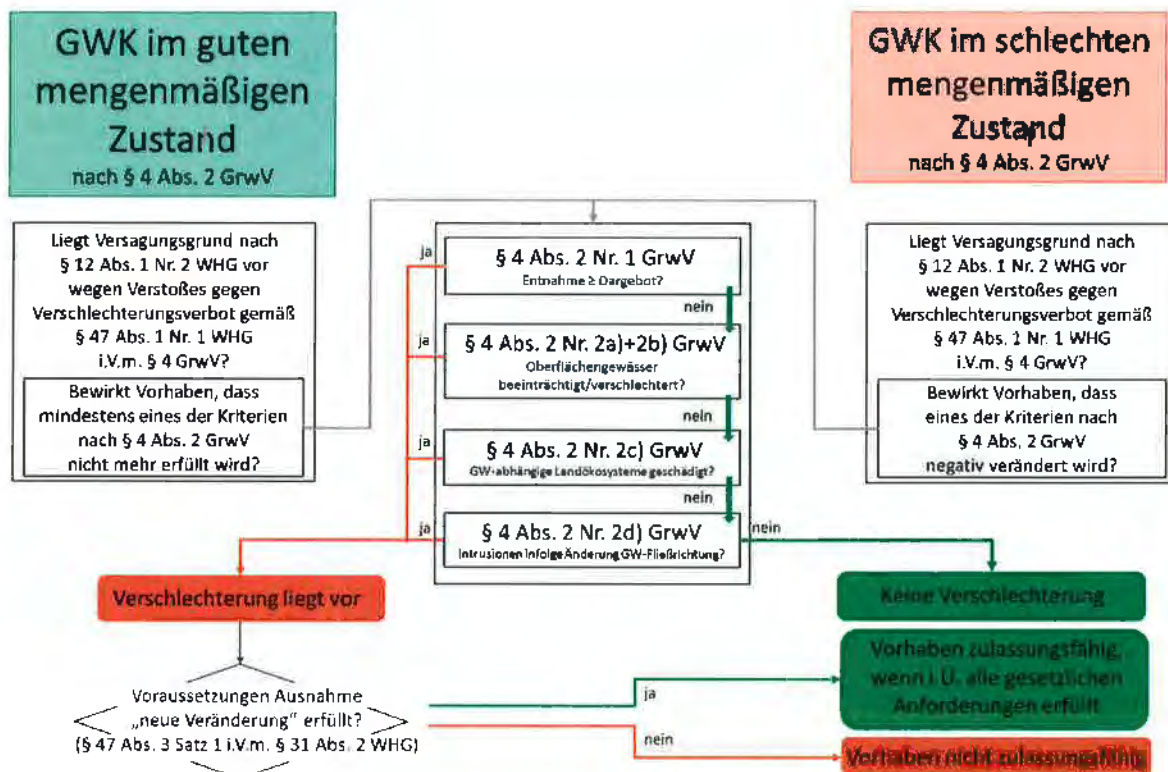 GWK im guten
mengenmäßigen
Zustand
nach § 4 Abs. 2 GrwV
GWK im schlechten
mengenmäßigen
Zustand
nach § 4 Abs. 2 GrwV
Liegt Versagungsgrund nach
§ 12 Abs. 1 Nr. 2 WHG vor
wegen Verstoßes gegen
Verschlechterungsverbot gemäß
§ 47 Abs. 1 Nr. 1 WHG
i.V.m. § 4 GrwV?
Bewirkt Vorhaben, dass
mindestens eines der Kriterien
nach § 4 Abs. 2 GrwV
nicht mehr erfüllt wird?
ja
§ 4 Abs. 2 Nr. 1 GrwV
Entnahme ≥ Dargebot?
nein
ja
§ 4 Abs. 2 Nr. 2a)+2b) GrwV
Oberflächengewässer
beeinträchtigt/verschlechtert?
nein
ja
§ 4 Abs. 2 Nr. 2c) GrwV
GW-abhängige Landökosysteme geschädigt?
nein
ja
§ 4 Abs. 2 Nr. 2d) GrwV
Intrusionen infolge Änderung GW-Fließrichtung?
nein
Liegt Versagungsgrund nach
§ 12 Abs. 1 Nr. 2 WHG vor
wegen Verstoßes gegen
Verschlechterungsverbot gemäß
§ 47 Abs. 1 Nr. 1 WHG
i.V.m. § 4 GrwV?
Bewirkt Vorhaben, dass
eines der Kriterien nach
§ 4 Abs. 2 GrwV
negativ verändert wird?
Verschlechterung liegt vor
Keine Verschlechterung
Voraussetzungen Ausnahme
„neue Veränderung" erfüllt?
(§ 47 Abs. 3 Satz 1 i.V.m. § 31 Abs. 2 WHG)
ja
Vorhaben zulassungsfähig,
wenn i.Ü. alle gesetzlichen
Anforderungen erfüllt
nein
Vorhaben nicht zulassungsfähig